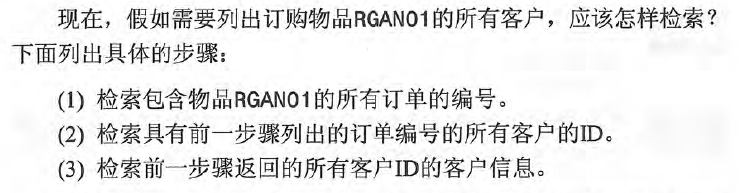 现在，假如需要列出订购物品RGAN01的所有客户，应该怎样检索？
下面列出具体的步骤：
(1) 检索包含物品RGAN01的所有订单的编号。
(2) 检索具有前一步骤列出的订单编号的所有客户的ID。
(3) 检索前一步骤返回的所有客户ID的客户信息。